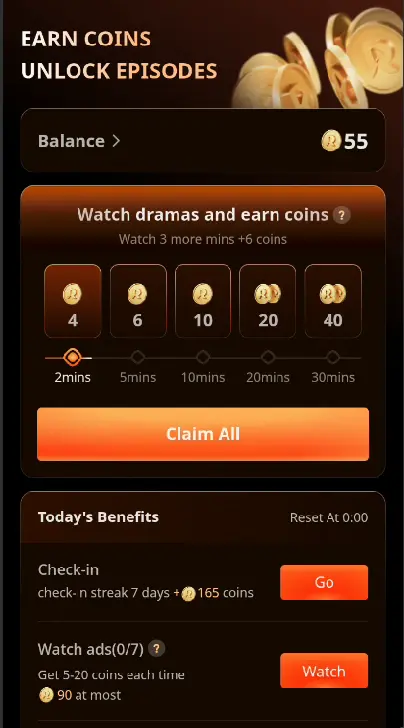 EARN COINS
UNLOCK EPISODES
Balance >
55
Watch dramas and earn coins ?
Watch 3 more mins +6 coins
4 6 10 20 40
2mins 5mins 10mins 20mins 30mins
Claim All
Today's Benefits Reset At 0:00
Check-in
check- n streak 7 days + 165 coins
Go
Watch ads(0/7) ?
Get 5-20 coins each time
90 at most
Watch